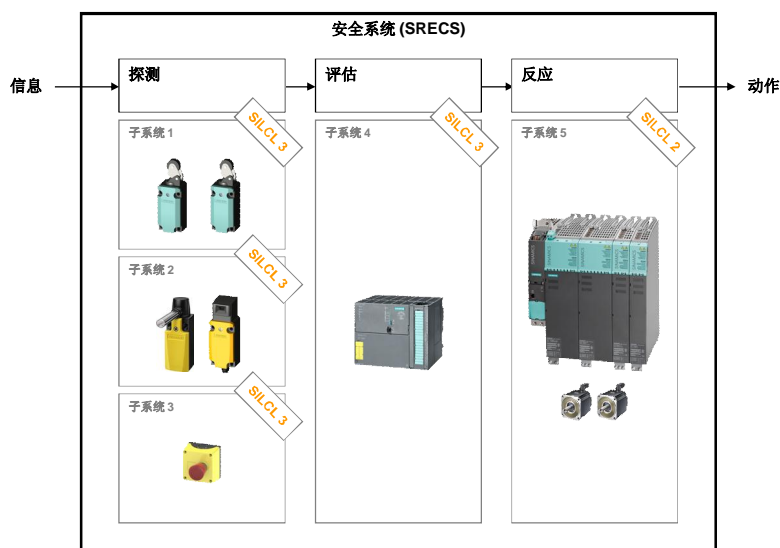 安全系统 (SRECS)
信息
探测
评估
反应
动作
子系统 1
SILCL 3
子系统 4
SILCL 3
子系统 5
SILCL 2
子系统 2
SILCL 3
子系统 3
SILCL 3